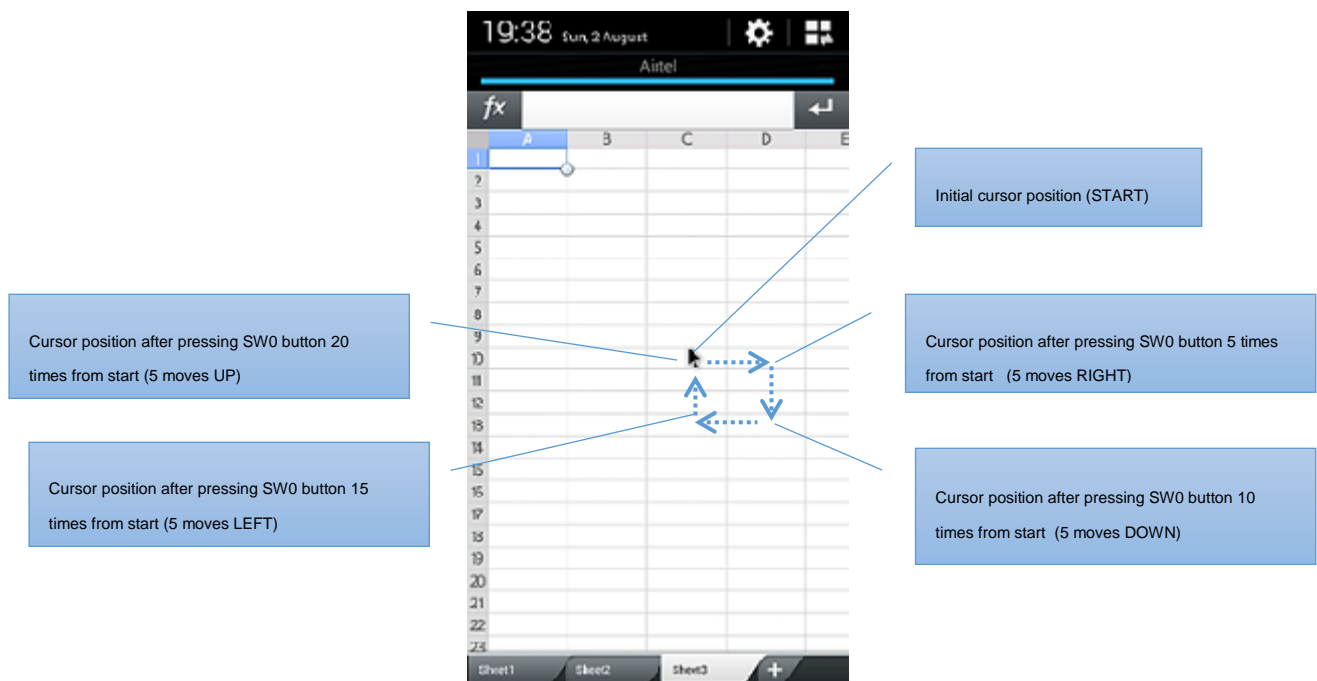 19:38 Sun, 2 August
Airtel
fx
A B C D E
1
2
3
4
5
6
7
8
9
10
11
12
13
14
15
16
17
18
19
20
21
22
23
Sheet1 Sheet2 Sheet3 +
Initial cursor position (START)
Cursor position after pressing SW0 button 20
times from start (5 moves UP)
Cursor position after pressing SW0 button 5 times
from start (5 moves RIGHT)
Cursor position after pressing SW0 button 15
times from start (5 moves LEFT)
Cursor position after pressing SW0 button 10
times from start (5 moves DOWN)